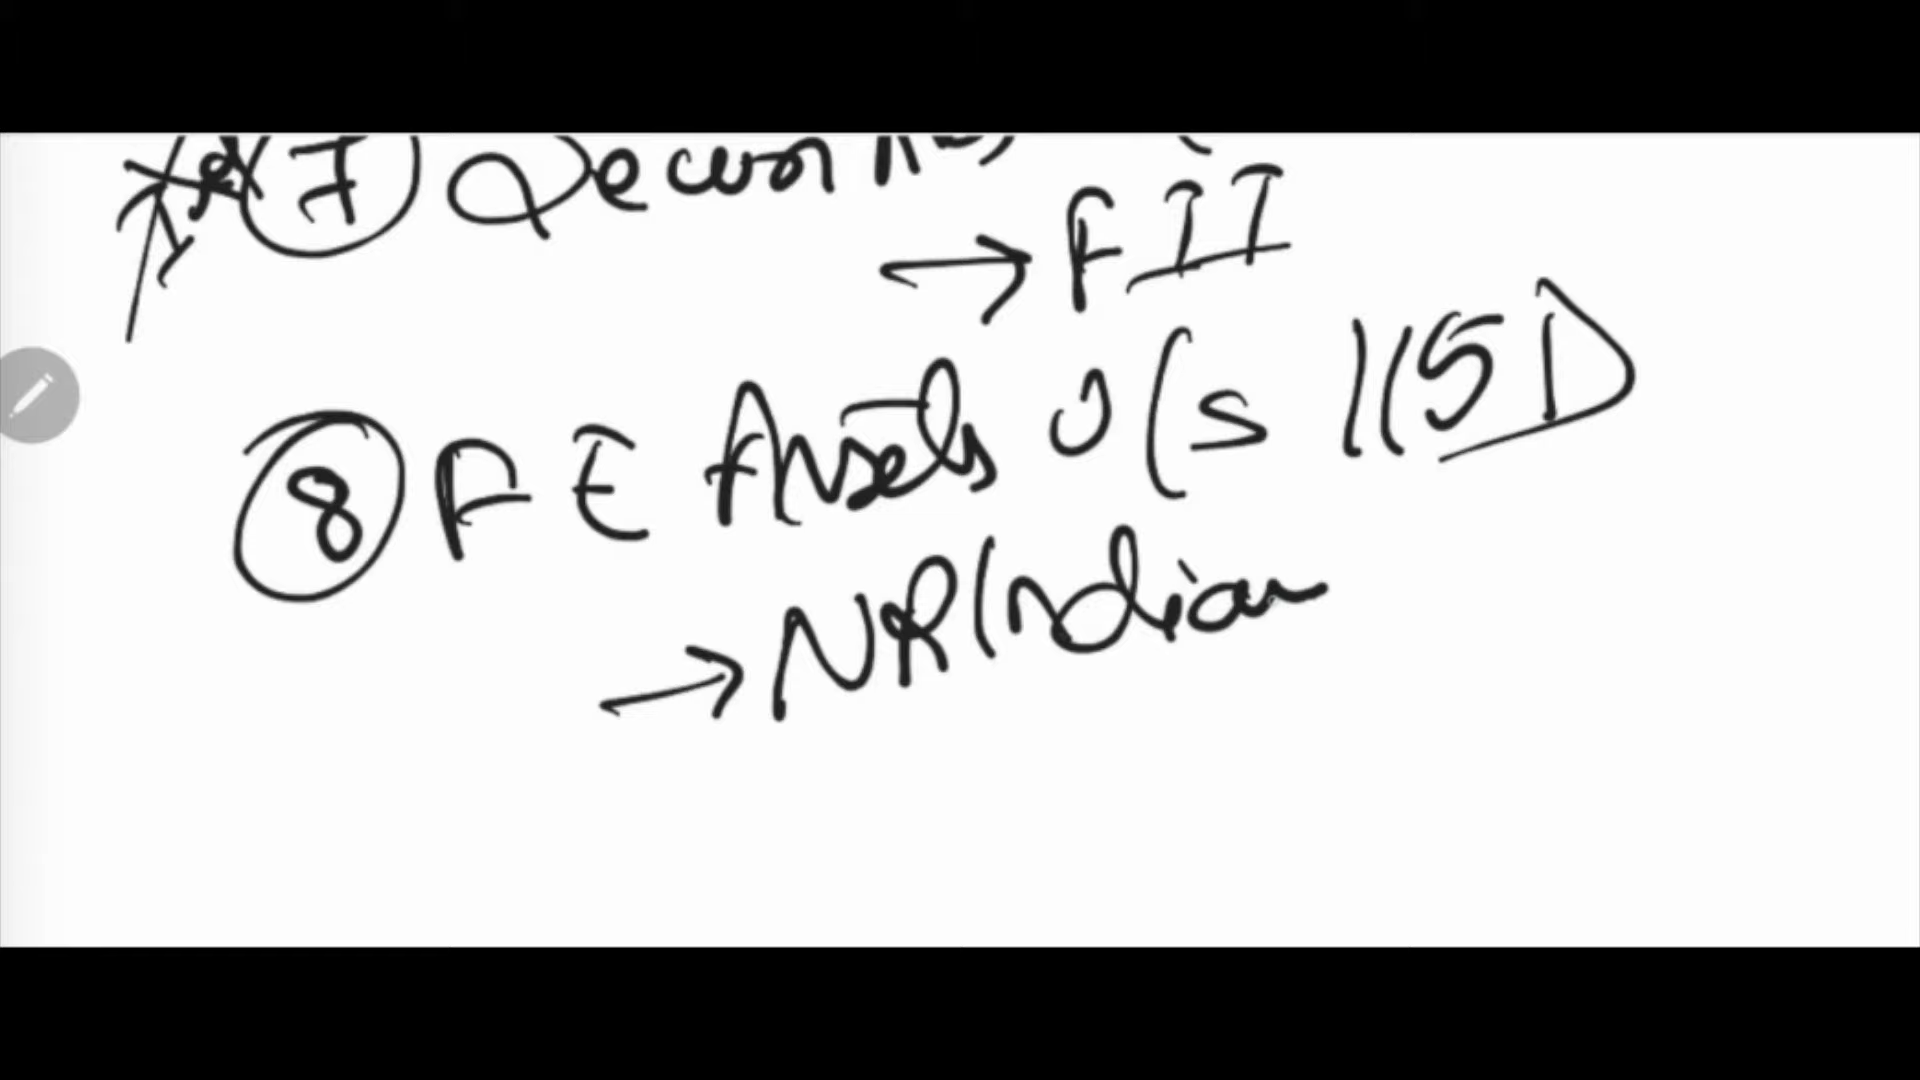 7 Securities
→ FII
8 FE Assets U/s 115D
→ NR Indian